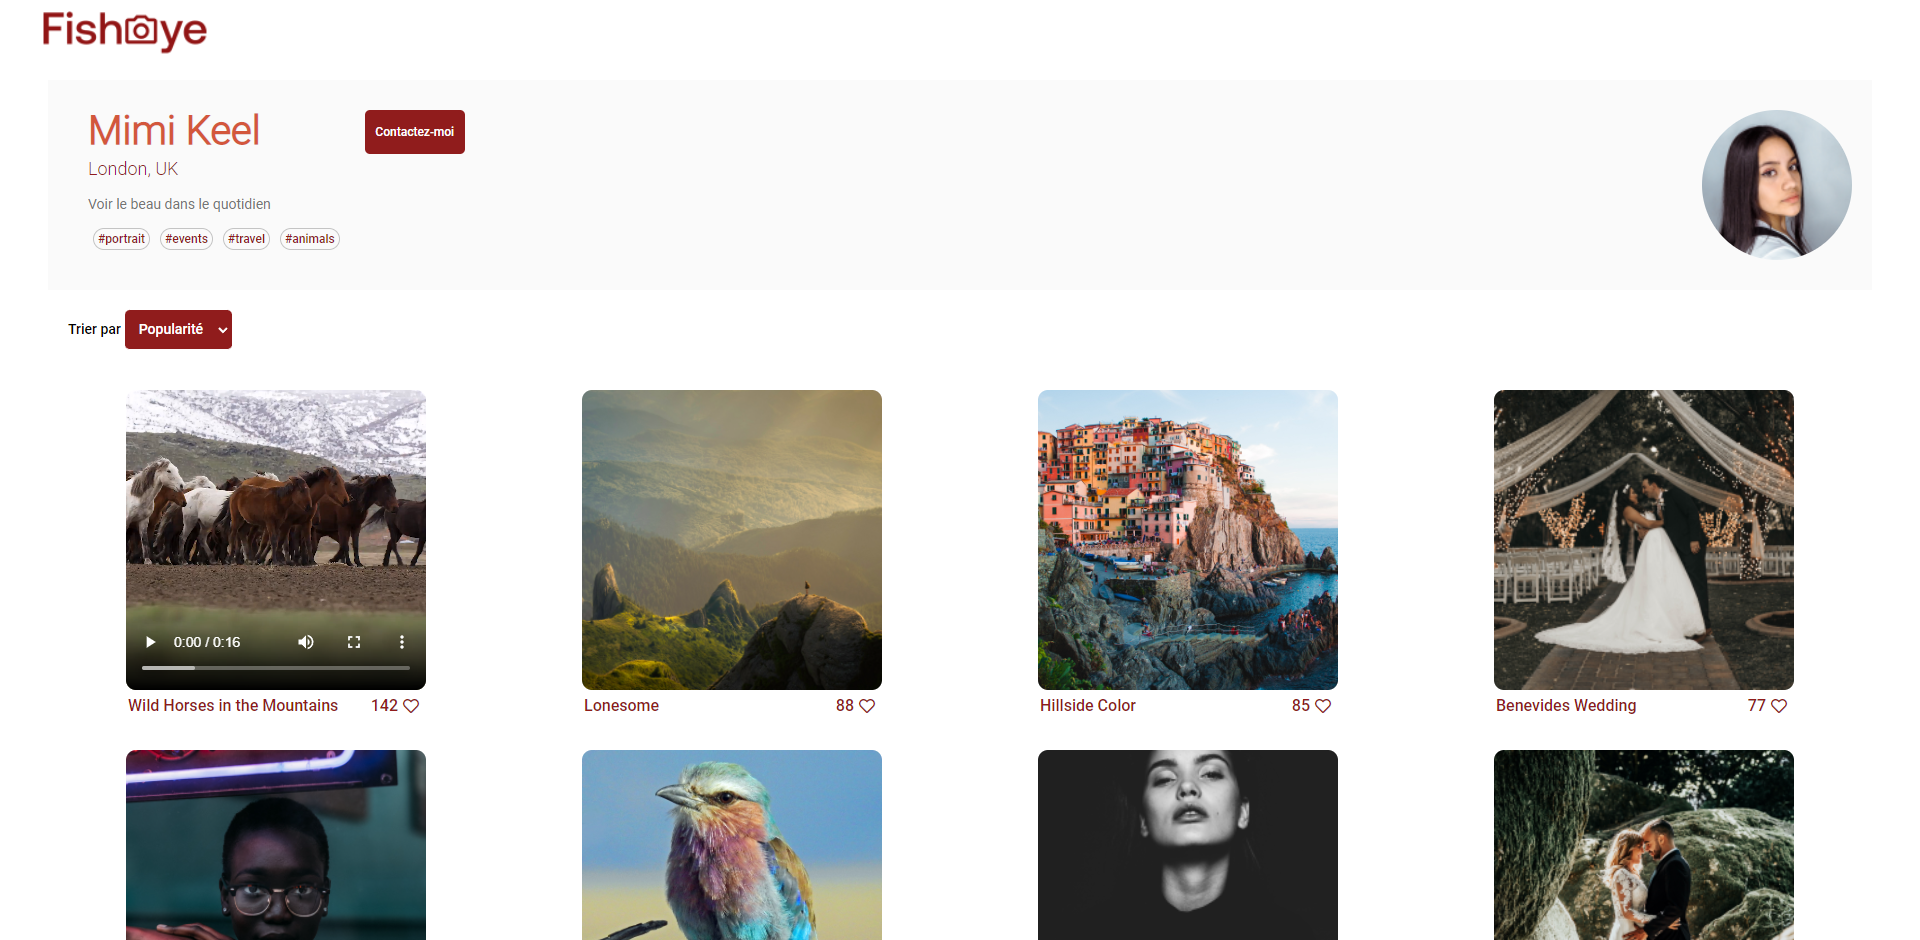 Fisheye
Mimi Keel
Contactez-moi
London, UK
Voir le beau dans le quotidien
#portrait #events #travel #animals
Trier par Popularité
0:00 / 0:16
Wild Horses in the Mountains 142
Lonesome 88
Hillside Color 85
Benevides Wedding 77